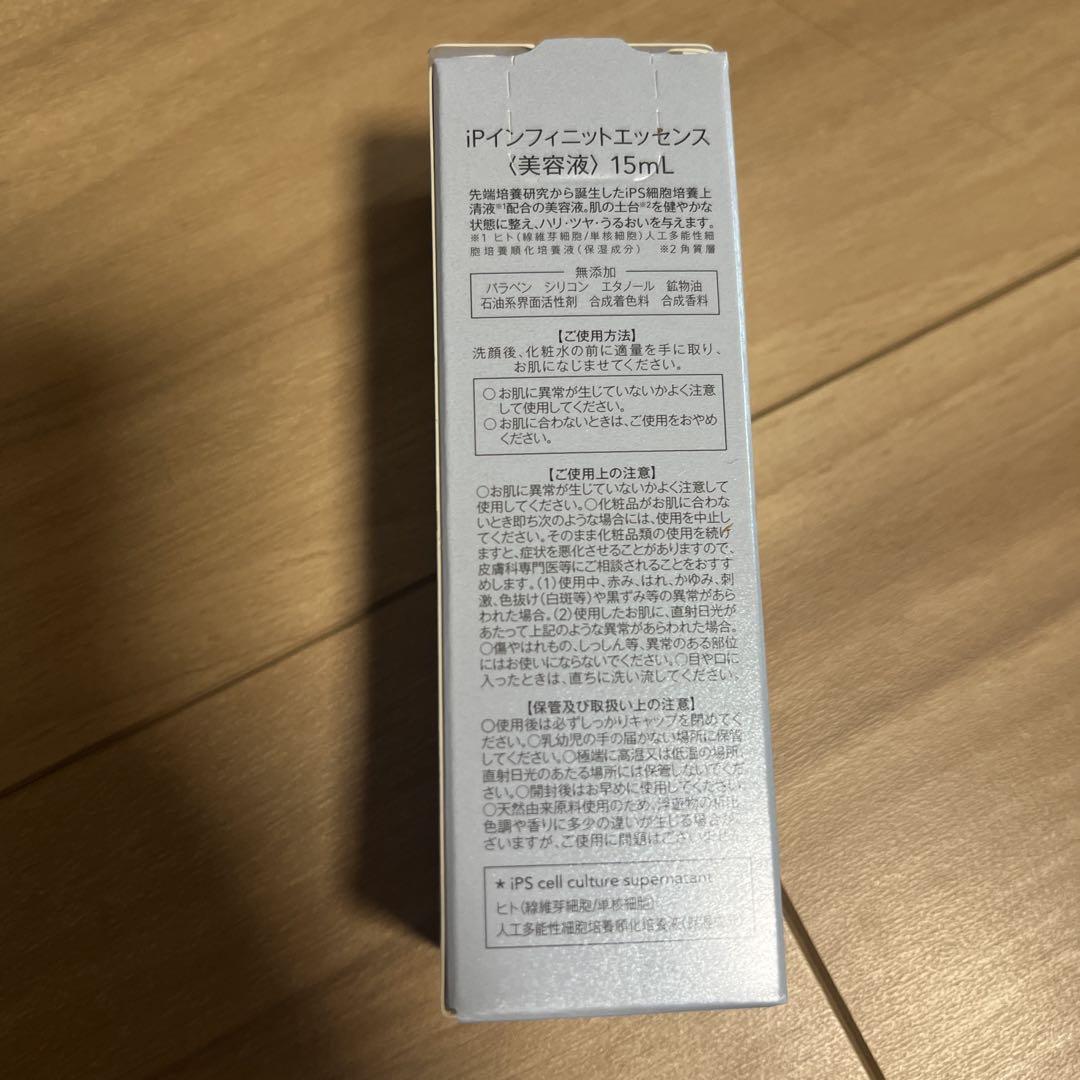 iPインフィニットエッセンス
〈美容液〉 15mL
先端培養研究から誕生したiPS細胞培養上
清液※1配合の美容液。肌の土台※2を健やかな
状態に整え、ハリ・ツヤ・うるおいを与えます。
※1 ヒト(線維芽細胞/単核細胞)人工多能性細
胞培養順化培養液(保湿成分) ※2角質層
無添加
パラベン シリコン エタノール 鉱物油
石油系界面活性剤 合成着色料 合成香料
【ご使用方法】
洗顔後、化粧水の前に適量を手に取り、
お肌になじませてください。
○お肌に異常が生じていないかよく注意
して使用してください。
○お肌に合わないときは、ご使用をおやめ
ください。
【ご使用上の注意】
○お肌に異常が生じていないかよく注意して
使用してください。○化粧品がお肌に合わな
いとき即ち次のような場合には、使用を中止し
てください。そのまま化粧品類の使用を続け
ますと、症状を悪化させることがありますので、
皮膚科専門医等にご相談されることをおすす
めします。(1)使用中、赤み、はれ、かゆみ、刺
激、色抜け(白斑等)や黒ずみ等の異常があら
われた場合。(2)使用したお肌に、直射日光が
あたって上記のような異常があらわれた場合。
○傷やはれもの、しっしん等、異常のある部位
にはお使いにならないでください。○目や口に
入ったときは、直ちに洗い流してください。
【保管及び取扱い上の注意】
○使用後は必ずしっかりキャップを閉めてく
ださい。○乳幼児の手の届かない場所に保管
してください。○極端に高温又は低温の場所、
直射日光のあたる場所には保管しないでくだ
さい。○開封後はお早めに使用してください。
○天然由来原料使用のため、浮遊物の析出
色調や香りに多少の違いが生じる場合が
ざいますが、ご使用に問題はございません
★ iPS cell culture supernatant
ヒト(線維芽細胞/単核細胞)
人工多能性細胞培養順化培養液(保湿成分)